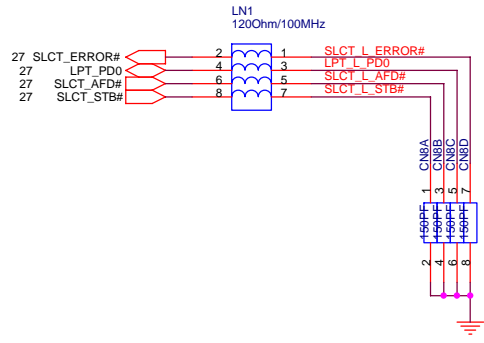 LN1
120Ohm/100MHz
27 SLCT_ERROR# 2 1 SLCT_L_ERROR#
27 LPT_PD0 4 3 LPT_L_PD0
27 SLCT_AFD# 6 5 SLCT_L_AFD#
27 SLCT_STB# 8 7 SLCT_L_STB#
CN8A CN8B CN8C CN8D
1 3 5 7
150PF 150PF 150PF 150PF
2 4 6 8